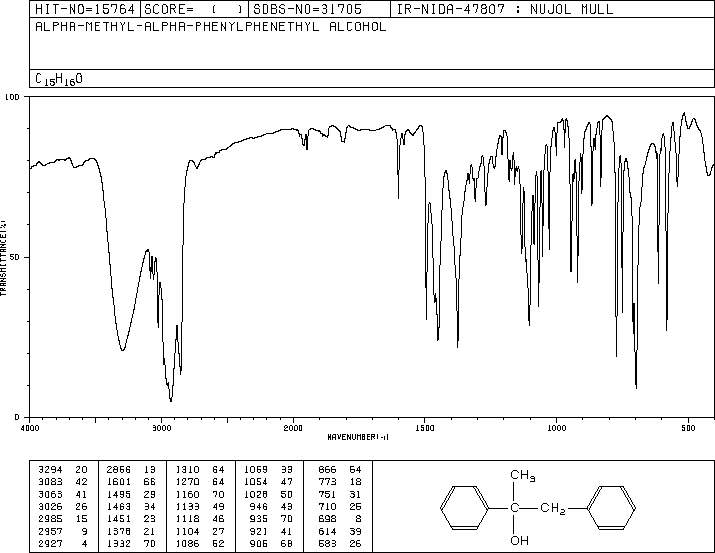 HIT-NO=15764 SCORE= ( ) SDBS-NO=31705 IR-NIDA-47807 : NUJOL MULL
ALPHA-METHYL-ALPHA-PHENYLPHENETHYL ALCOHOL
C15H16O
100
50
0
TRANSMITTANCE(%)
4000 3000 2000 1500 1000 500
WAVENUMBER(-1)
3294 20 2866 13 1310 64 1069 33 866 64
3083 42 1601 66 1270 64 1054 47 773 18
3063 41 1495 29 1160 70 1028 50 751 31
3026 26 1463 34 1133 49 946 43 710 25
2985 15 1451 23 1118 46 935 70 698 8
2957 9 1378 21 1104 27 921 41 614 39
2927 4 1332 70 1086 52 906 68 583 26
CH3
C CH2
OH